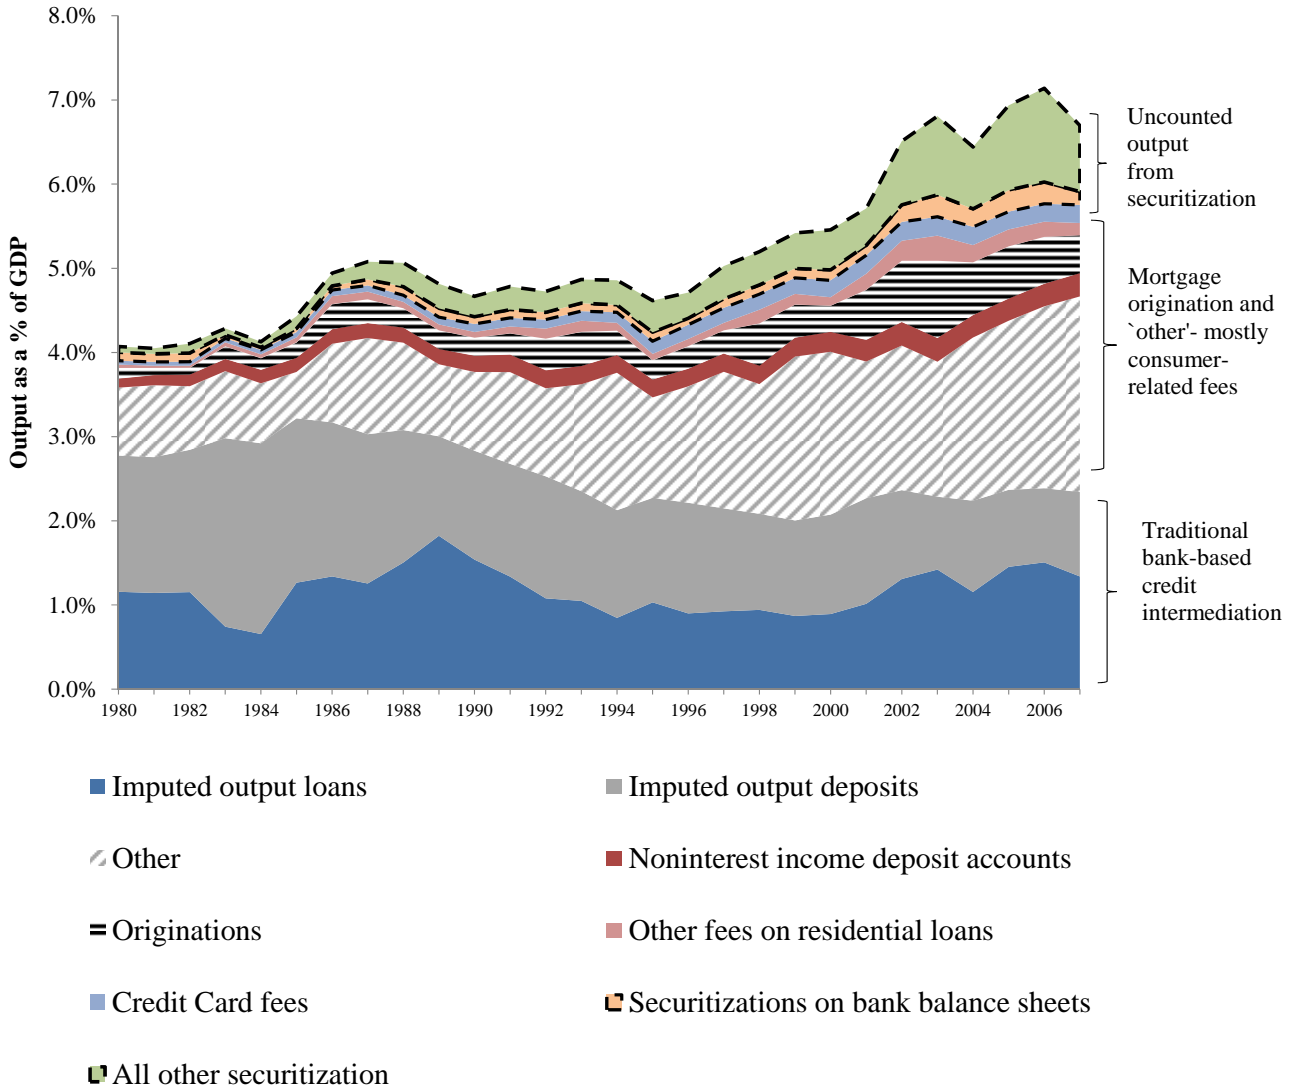 8.0%
7.0%
6.0%
5.0%
4.0%
3.0%
2.0%
1.0%
0.0%
Output as a % of GDP
1980 1982 1984 1986 1988 1990 1992 1994 1996 1998 2000 2002 2004 2006
Uncounted
output
from
securitization
Mortgage
origination and
`other'- mostly
consumer-
related fees
Traditional
bank-based
credit
intermediation
Imputed output loans
Imputed output deposits
Other
Noninterest income deposit accounts
Originations
Other fees on residential loans
Credit Card fees
Securitizations on bank balance sheets
All other securitization